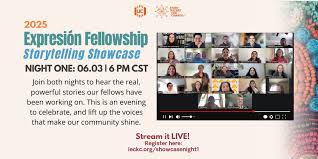 2025
Expresión Fellowship
Storytelling Showcase
NIGHT ONE: 06.03 | 6 PM CST
Join both nights to hear the real,
powerful stories our fellows have
been working on. This is an evening
to celebrate, and lift up the voices
that make our community shine.
Stream it LIVE!
Register here:
leckc.org/showcasenight1